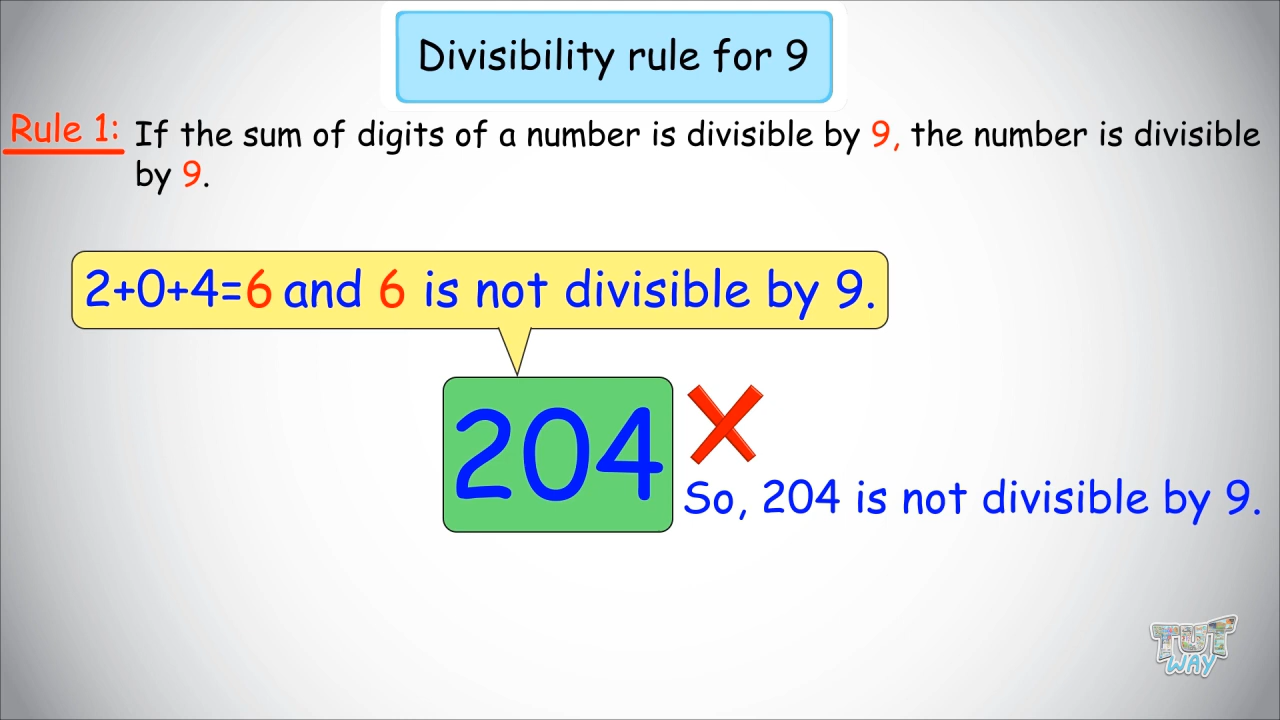 Divisibility rule for 9
Rule 1: If the sum of digits of a number is divisible by 9, the number is divisible
by 9.
2+0+4=6 and 6 is not divisible by 9.
204
So, 204 is not divisible by 9.
TUT
WAY